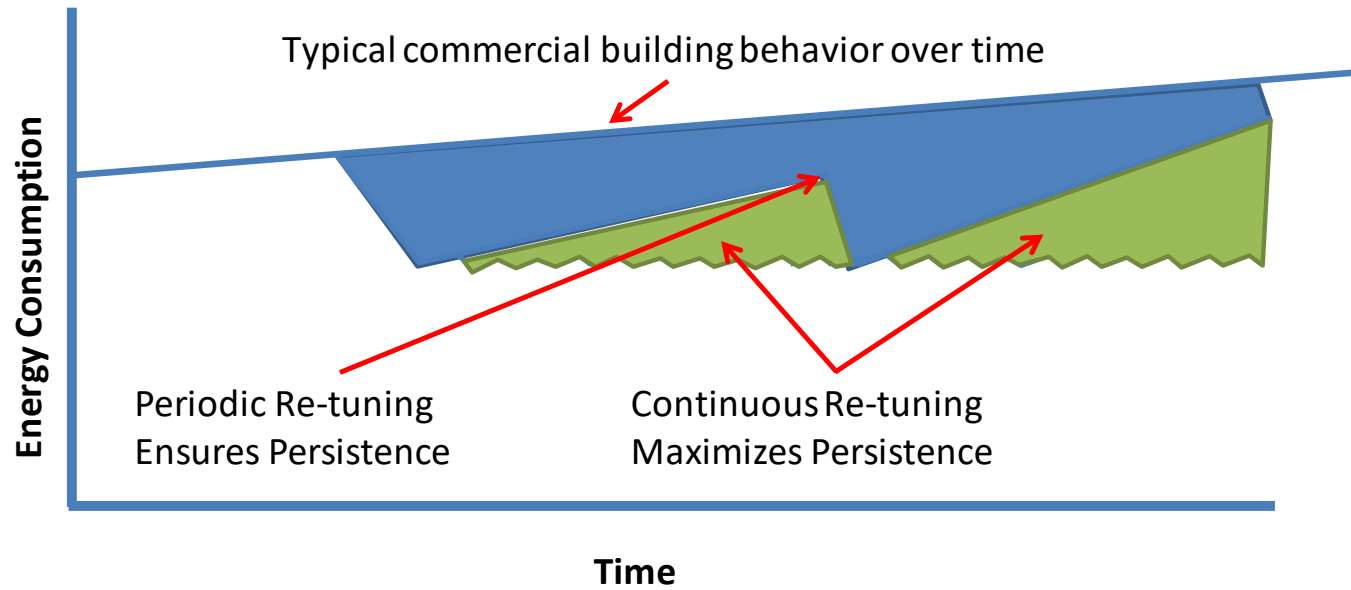 Typical commercial building behavior over time
Energy Consumption
Periodic Re-tuning
Ensures Persistence
Continuous Re-tuning
Maximizes Persistence
Time